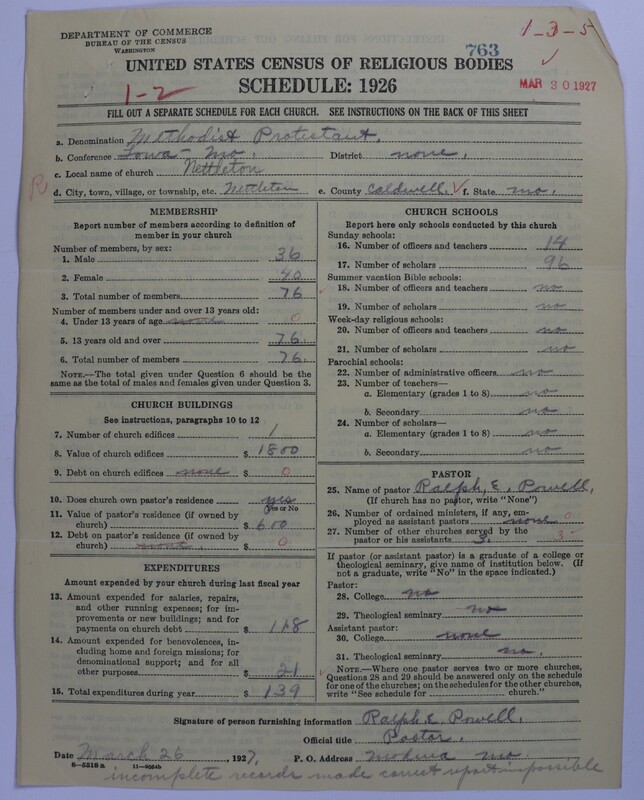 DEPARTMENT OF COMMERCE
BUREAU OF THE CENSUS
WASHINGTON
763
1-3-5
UNITED STATES CENSUS OF RELIGIOUS BODIES
1-2
SCHEDULE: 1926
MAR 30 1927
FILL OUT A SEPARATE SCHEDULE FOR EACH CHURCH. SEE INSTRUCTIONS ON THE BACK OF THIS SHEET
a. Denomination Methodist Protestant.
b. Conference Iowa - Mo. District none.
c. Local name of church Nettleton
R d. City, town, village, or township, etc. Nettleton e. County Caldwell. f. State Mo.
MEMBERSHIP
Report number of members according to definition of
member in your church
Number of members, by sex:
1. Male 36
2. Female 40
3. Total number of members 76
Number of members under and over 13 years old:
4. Under 13 years of age none 0
5. 13 years old and over 76
6. Total number of members 76
NOTE.—The total given under Question 6 should be
the same as the total of males and females given under Question 3.
CHURCH BUILDINGS
See instructions, paragraphs 10 to 12
7. Number of church edifices 1
8. Value of church edifices $ 1800
9. Debt on church edifices none $ 0
10. Does church own pastor's residence yes
Yes or No
11. Value of pastor's residence (if owned by
church) $ 600
12. Debt on pastor's residence (if owned by
church) none. $ 0
EXPENDITURES
Amount expended by your church during last fiscal year
13. Amount expended for salaries, repairs,
and other running expenses; for im-
provements or new buildings; and for
payments on church debt $ 118
14. Amount expended for benevolences, in-
cluding home and foreign missions; for
denominational support; and for all
other purposes $ 21
15. Total expenditures during year $ 139
CHURCH SCHOOLS
Report here only schools conducted by this church
Sunday schools:
16. Number of officers and teachers 14
17. Number of scholars 96
Summer vacation Bible schools:
18. Number of officers and teachers no
19. Number of scholars no
Week-day religious schools:
20. Number of officers and teachers no
21. Number of scholars no
Parochial schools:
22. Number of administrative officers no
23. Number of teachers—
a. Elementary (grades 1 to 8) no
b. Secondary no
24. Number of scholars—
a. Elementary (grades 1 to 8) no
b. Secondary no
PASTOR
25. Name of pastor Ralph, E. Powell,
(If church has no pastor, write "None")
26. Number of ordained ministers, if any, em-
ployed as assistant pastors none 0
27. Number of other churches served by the
pastor or his assistants 3. 3
If pastor (or assistant pastor) is a graduate of a college or
theological seminary, give name of institution below. (If
not a graduate, write "No" in the space indicated.)
Pastor:
28. College no
29. Theological seminary no
Assistant pastor:
30. College none
31. Theological seminary no.
NOTE.—Where one pastor serves two or more churches,
Questions 28 and 29 should be answered only on the schedule
for one of the churches; on the schedules for the other churches,
write "See schedule for church."
Signature of person furnishing information Ralph E. Powell.
Official title Pastor.
Date March 26, 1927. P. O. Address Modena Mo.
8-5518a 11-9664b
incomplete records made correct report impossible